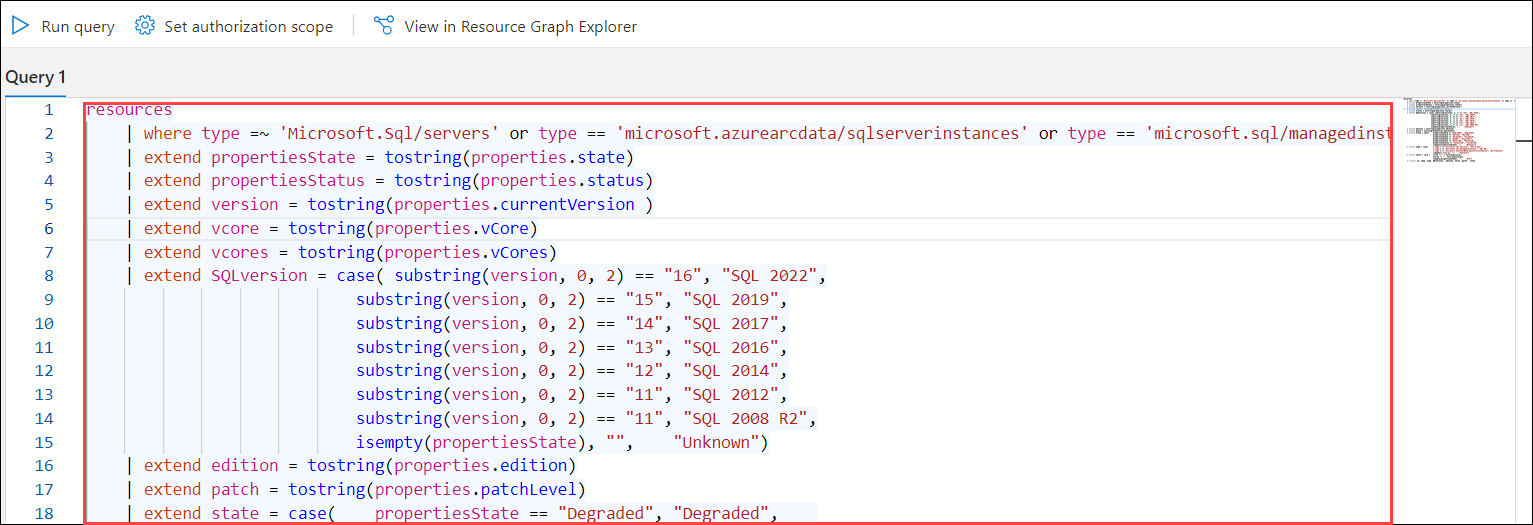 Run query Set authorization scope View in Resource Graph Explorer
Query 1
1 resources
2 | where type =~ 'Microsoft.Sql/servers' or type == 'microsoft.azurearcdata/sqlserverinstances' or type == 'microsoft.sql/managedinst
3 | extend propertiesState = tostring(properties.state)
4 | extend propertiesStatus = tostring(properties.status)
5 | extend version = tostring(properties.currentVersion )
6 | extend vcore = tostring(properties.vCore)
7 | extend vcores = tostring(properties.vCores)
8 | extend SQLversion = case( substring(version, 0, 2) == "16", "SQL 2022",
9 substring(version, 0, 2) == "15", "SQL 2019",
10 substring(version, 0, 2) == "14", "SQL 2017",
11 substring(version, 0, 2) == "13", "SQL 2016",
12 substring(version, 0, 2) == "12", "SQL 2014",
13 substring(version, 0, 2) == "11", "SQL 2012",
14 substring(version, 0, 2) == "11", "SQL 2008 R2",
15 isempty(propertiesState), "", "Unknown")
16 | extend edition = tostring(properties.edition)
17 | extend patch = tostring(properties.patchLevel)
18 | extend state = case( propertiesState == "Degraded", "Degraded",